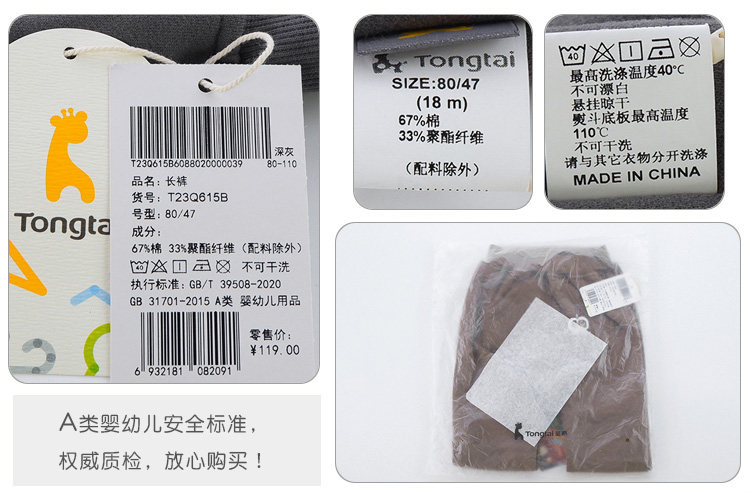 深灰
T23Q615B6088020000039 80-110
品名: 长裤
货号: T23Q615B
号型: 80/47
成分:
67%棉 33%聚酯纤维 (配料除外)
40 不可干洗
执行标准: GB/T 39508-2020
GB 31701-2015 A类 婴幼儿用品
零售价:
¥119.00
6 932181 082091
Tongtai
Tongtai
SIZE:80/47
(18 m)
67%棉
33%聚酯纤维
(配料除外)
40
最高洗涤温度40℃
不可漂白
悬挂晾干
熨斗底板最高温度
110℃
不可干洗
请与其它衣物分开洗涤
MADE IN CHINA
Tongtai
A类婴幼儿安全标准，
权威质检，放心购买！